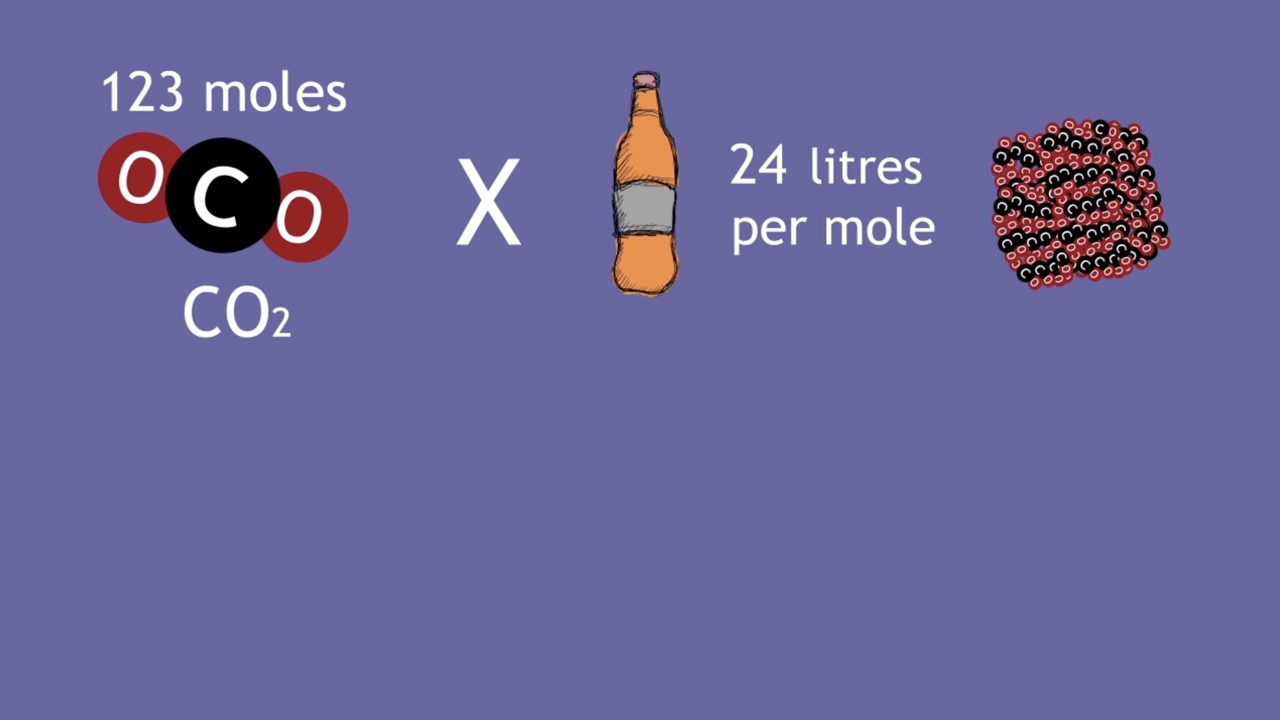 123 moles
O C O
CO₂
X
24 litres
per mole